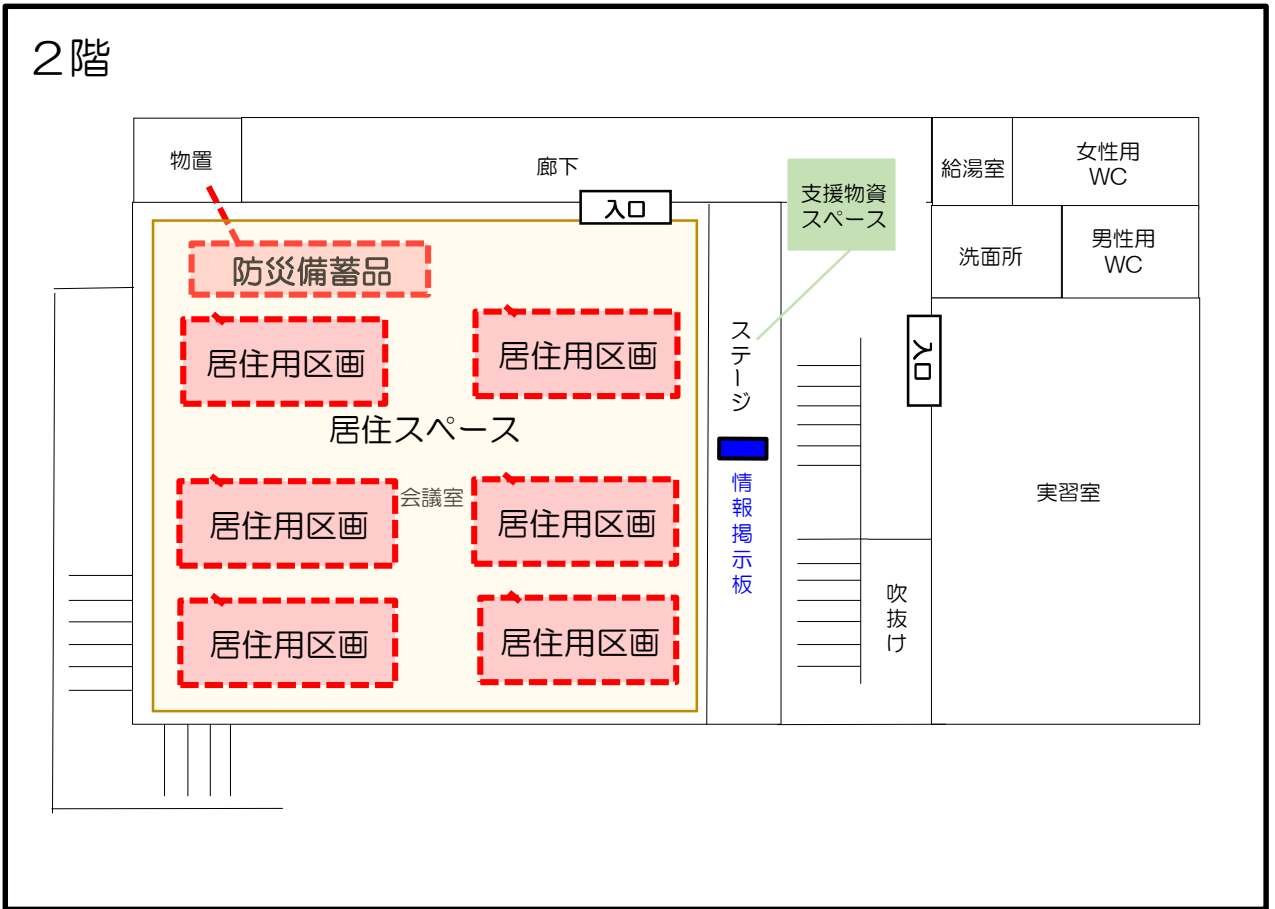 ２階
物置
廊下
給湯室
女性用
WC
支援物資
スペース
入口
洗面所
男性用
WC
防災備蓄品
居住用区画
居住用区画
ステージ
入口
居住スペース
居住用区画
会議室
居住用区画
情報掲示板
実習室
居住用区画
居住用区画
吹抜け